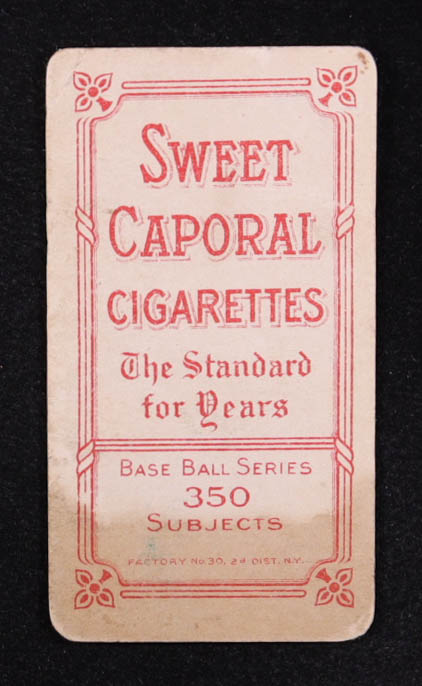 SWEET
CAPORAL
CIGARETTES
The Standard
for Years
BASE BALL SERIES
350
SUBJECTS
FACTORY No. 30, 2d DIST. N.Y.